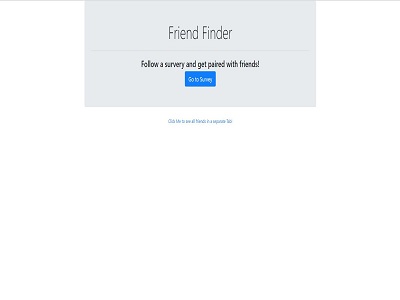 Friend Finder
Follow a survery and get paired with friends!
Go to Survey
Click Me to see all friends in a separate Tab